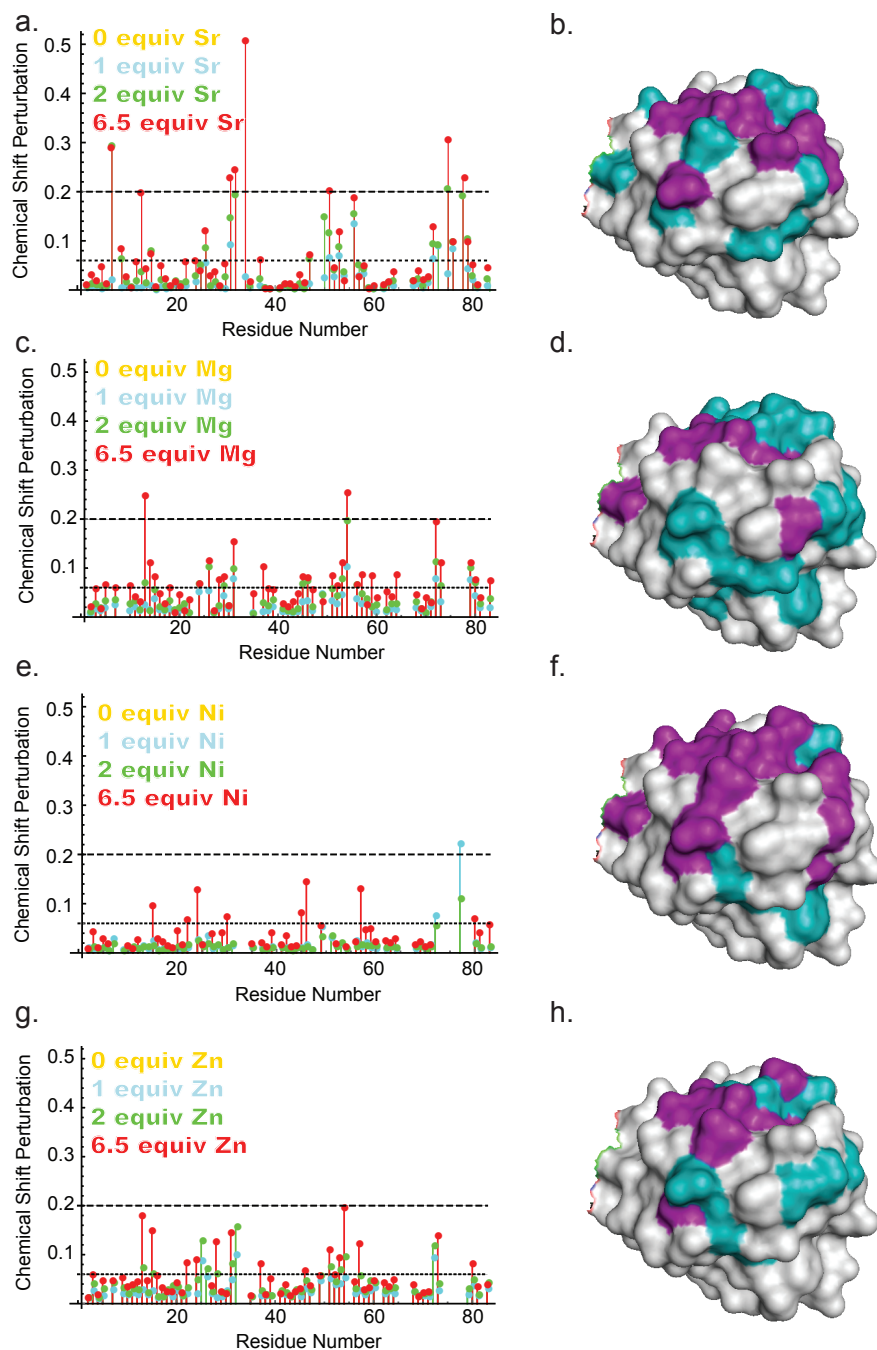 a.
b.
Chemical Shift Perturbation
0.5
0.4
0.3
0.2
0.1
0 equiv Sr
1 equiv Sr
2 equiv Sr
6.5 equiv Sr
20 40 60 80
Residue Number
c.
d.
Chemical Shift Perturbation
0.5
0.4
0.3
0.2
0.1
0 equiv Mg
1 equiv Mg
2 equiv Mg
6.5 equiv Mg
20 40 60 80
Residue Number
e.
f.
Chemical Shift Perturbation
0.5
0.4
0.3
0.2
0.1
0 equiv Ni
1 equiv Ni
2 equiv Ni
6.5 equiv Ni
20 40 60 80
Residue Number
g.
h.
Chemical Shift Perturbation
0.5
0.4
0.3
0.2
0.1
0 equiv Zn
1 equiv Zn
2 equiv Zn
6.5 equiv Zn
20 40 60 80
Residue Number